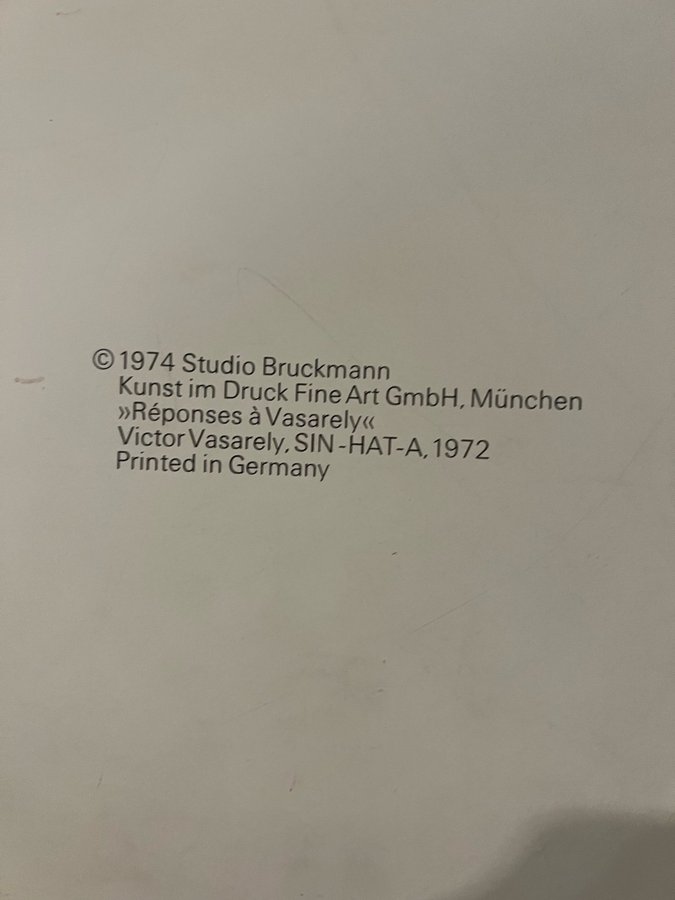 © 1974 Studio Bruckmann
Kunst im Druck Fine Art GmbH, München
»Réponses à Vasarely«
Victor Vasarely, SIN-HAT-A, 1972
Printed in Germany